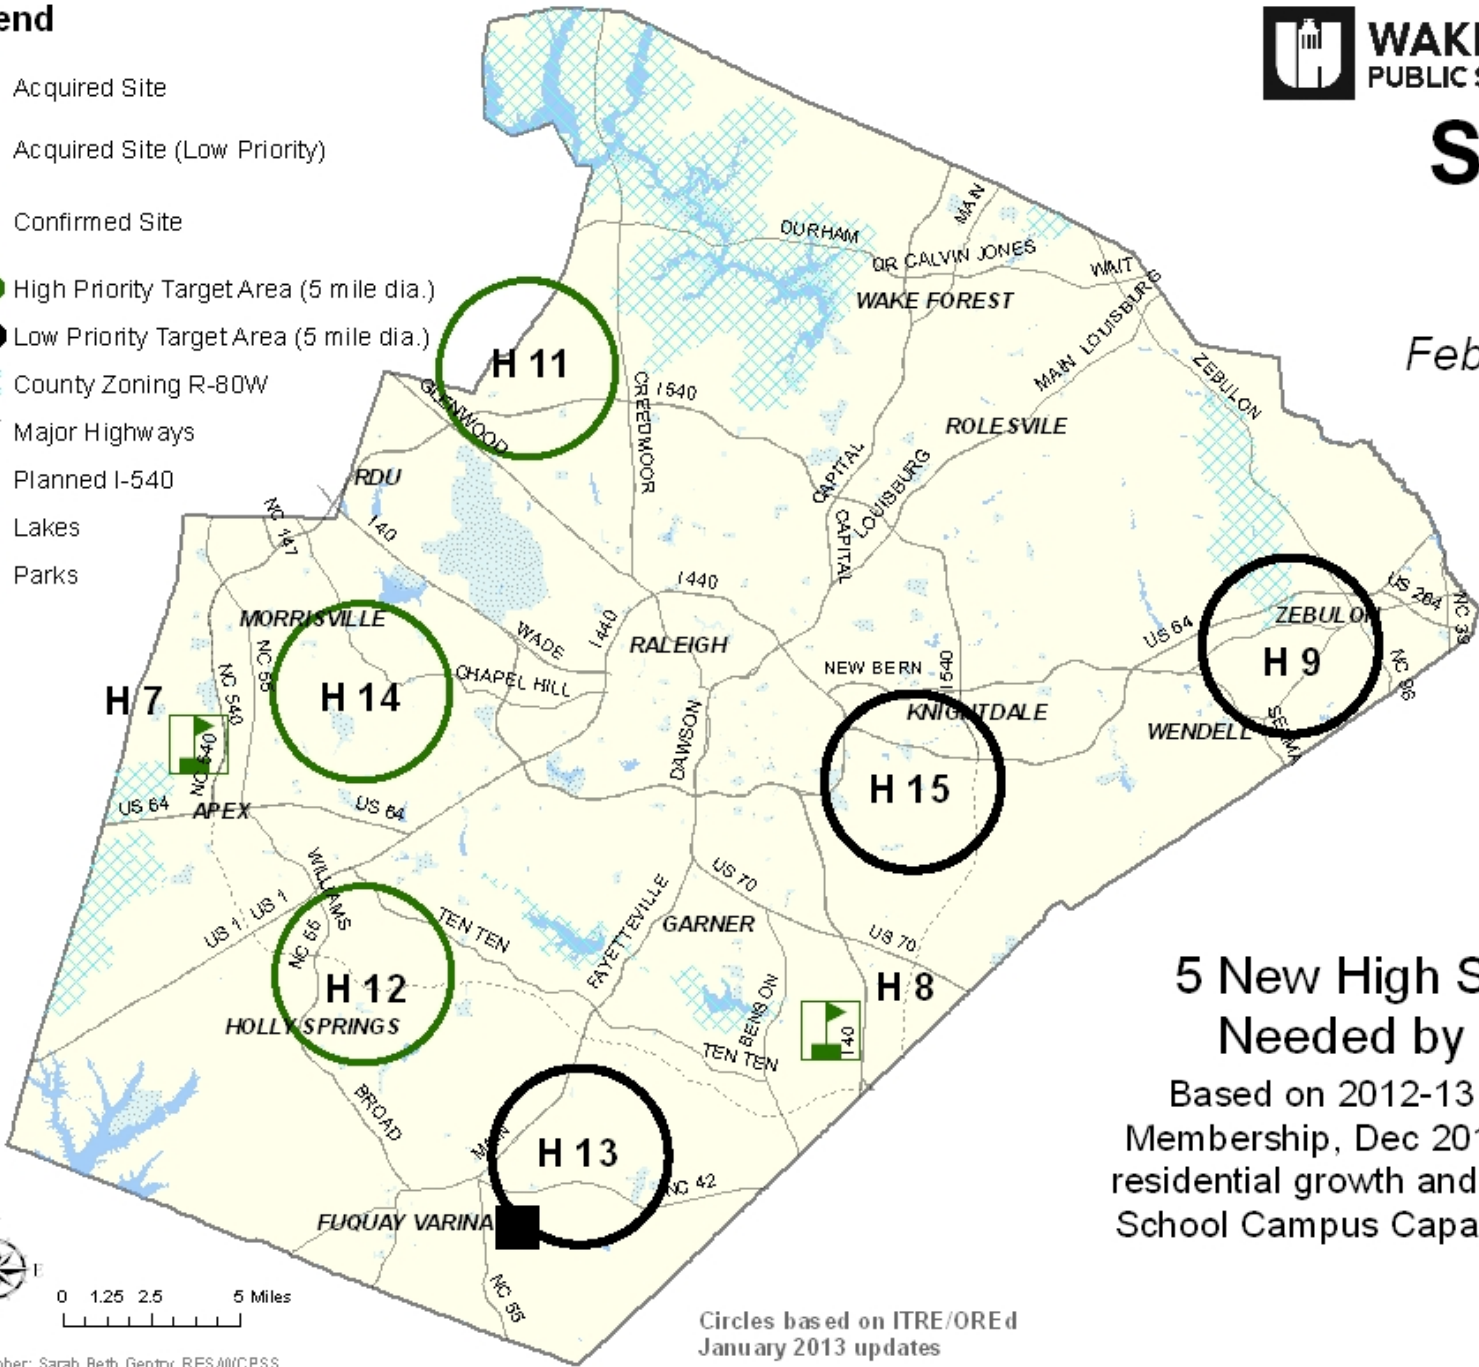 end
Acquired Site
Acquired Site (Low Priority)
Confirmed Site
High Priority Target Area (5 mile dia.)
Low Priority Target Area (5 mile dia.)
County Zoning R-80W
Major Highways
Planned I-540
Lakes
Parks
WAKE
PUBLIC S
S
Feb
MAIN
DURHAM
DR CALVIN JONES
WAIT
WAKE FOREST
MAIN LOUISBURG
ZEBULON
H 11
GLENWOOD
CREEDMOOR
I 540
ROLESVILLE
CAPITAL
LOUISBURG
CAPITAL
RDU
NC 147
I 40
I 440
US 264
NC 39
ZEBULON
US 64
H 9
NC 96
SELMA
WENDELL
MORRISVILLE
WADE
I 440
RALEIGH
NEW BERN
I 540
KNIGHTDALE
H 15
NC 55
NC 540
CHAPEL HILL
H 7
H 14
DAWSON
NC 540
US 64
APEX
US 64
WILLIAMS
US 1
US 1
NC 55
TEN TEN
FAYETTEVILLE
US 70
GARNER
US 70
H 12
HOLLY SPRINGS
H 8
BENSON
I 40
TEN TEN
BROAD
MAIN
H 13
NC 42
FUQUAY VARINA
NC 55
5 New High S
Needed by
Based on 2012-13
Membership, Dec 201
residential growth and
School Campus Capa
E
0 1.25 2.5 5 Miles
Circles based on ITRE/OREd
January 2013 updates
Sarah Beth Gentry, RES/WCPSS